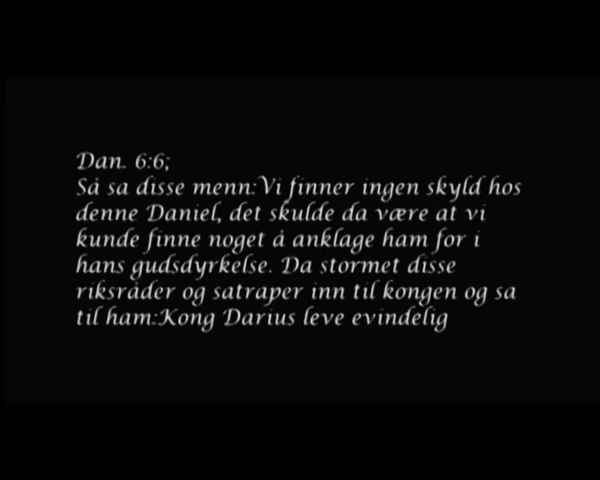 Dan. 6:6;
Så sa disse menn:Vi finner ingen skyld hos
denne Daniel, det skulde da være at vi
kunde finne noget å anklage ham for i
hans gudsdyrkelse. Da stormet disse
riksråder og satraper inn til kongen og sa
til ham:Kong Darius leve evindelig